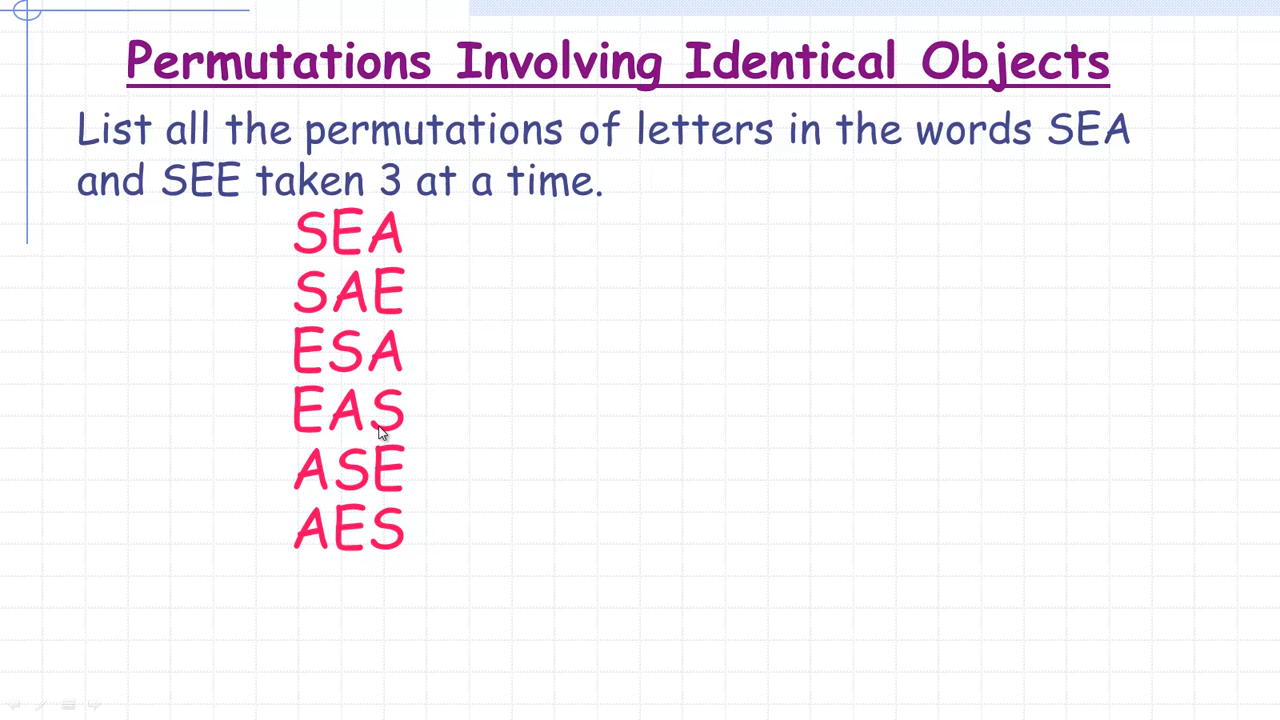 Permutations Involving Identical Objects
List all the permutations of letters in the words SEA
and SEE taken 3 at a time.
SEA
SAE
ESA
EAS
ASE
AES